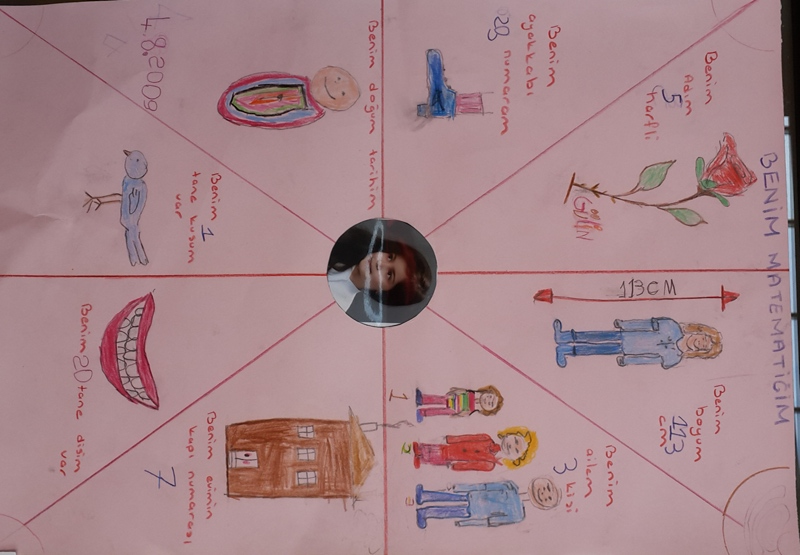 BENİM MATEMATİĞİM
Benim
Adım
5
harfli
GÜLİN
Benim
ayakkabı
28 numaram
Benim doğum tarihim
4.8.2009
Benim 1
tane kuşum
var
Benim 20 tane dişim
var
Benim evimin
kapı numarası
7
Benim
ailem
3 kişi
1
2
3
Benim
boyum
113
cm
113CM